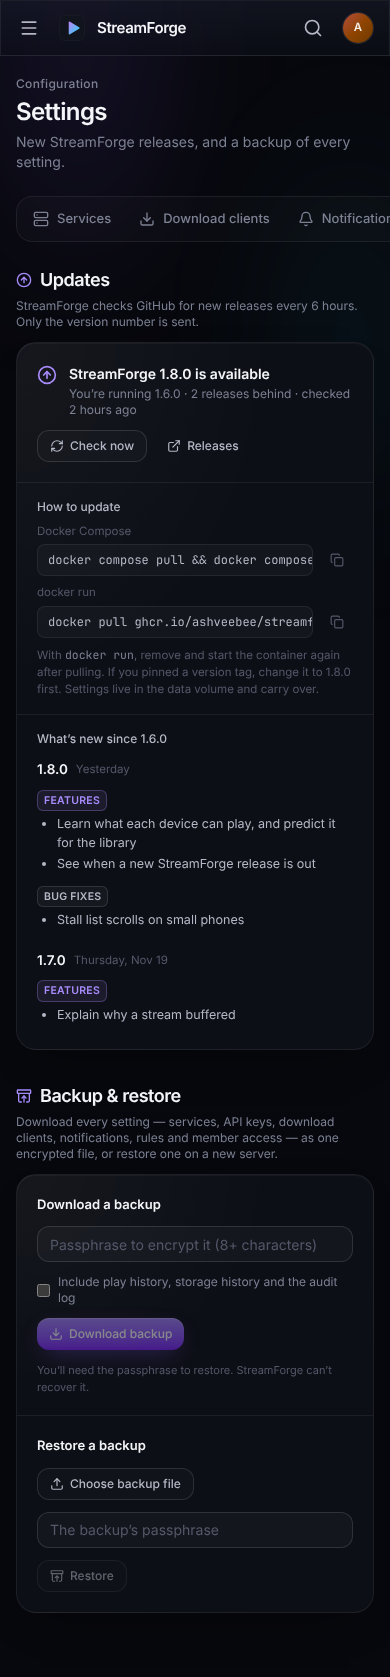 StreamForge
A
Configuration
Settings
New StreamForge releases, and a backup of every
setting.
Services
Download clients
Notification
Updates
StreamForge checks GitHub for new releases every 6 hours.
Only the version number is sent.
StreamForge 1.8.0 is available
You're running 1.6.0 · 2 releases behind · checked
2 hours ago
Check now
Releases
How to update
Docker Compose
docker compose pull && docker compose
docker run
docker pull ghcr.io/ashveebee/streamf
With docker run, remove and start the container again
after pulling. If you pinned a version tag, change it to 1.8.0
first. Settings live in the data volume and carry over.
What's new since 1.6.0
1.8.0 Yesterday
FEATURES
• Learn what each device can play, and predict it
for the library
• See when a new StreamForge release is out
BUG FIXES
• Stall list scrolls on small phones
1.7.0 Thursday, Nov 19
FEATURES
• Explain why a stream buffered
Backup & restore
Download every setting — services, API keys, download
clients, notifications, rules and member access — as one
encrypted file, or restore one on a new server.
Download a backup
Passphrase to encrypt it (8+ characters)
Include play history, storage history and the audit
log
Download backup
You'll need the passphrase to restore. StreamForge can't
recover it.
Restore a backup
Choose backup file
The backup's passphrase
Restore